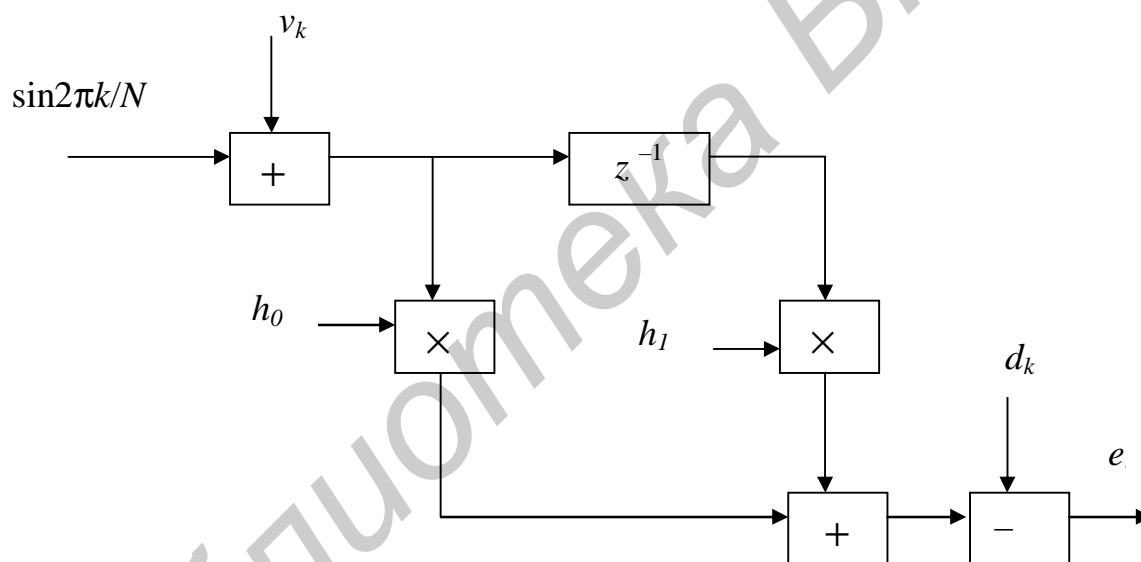 v_k
sin2πk/N
+
z^{-1}
h_0
×
h_1
×
d_k
e
+
−